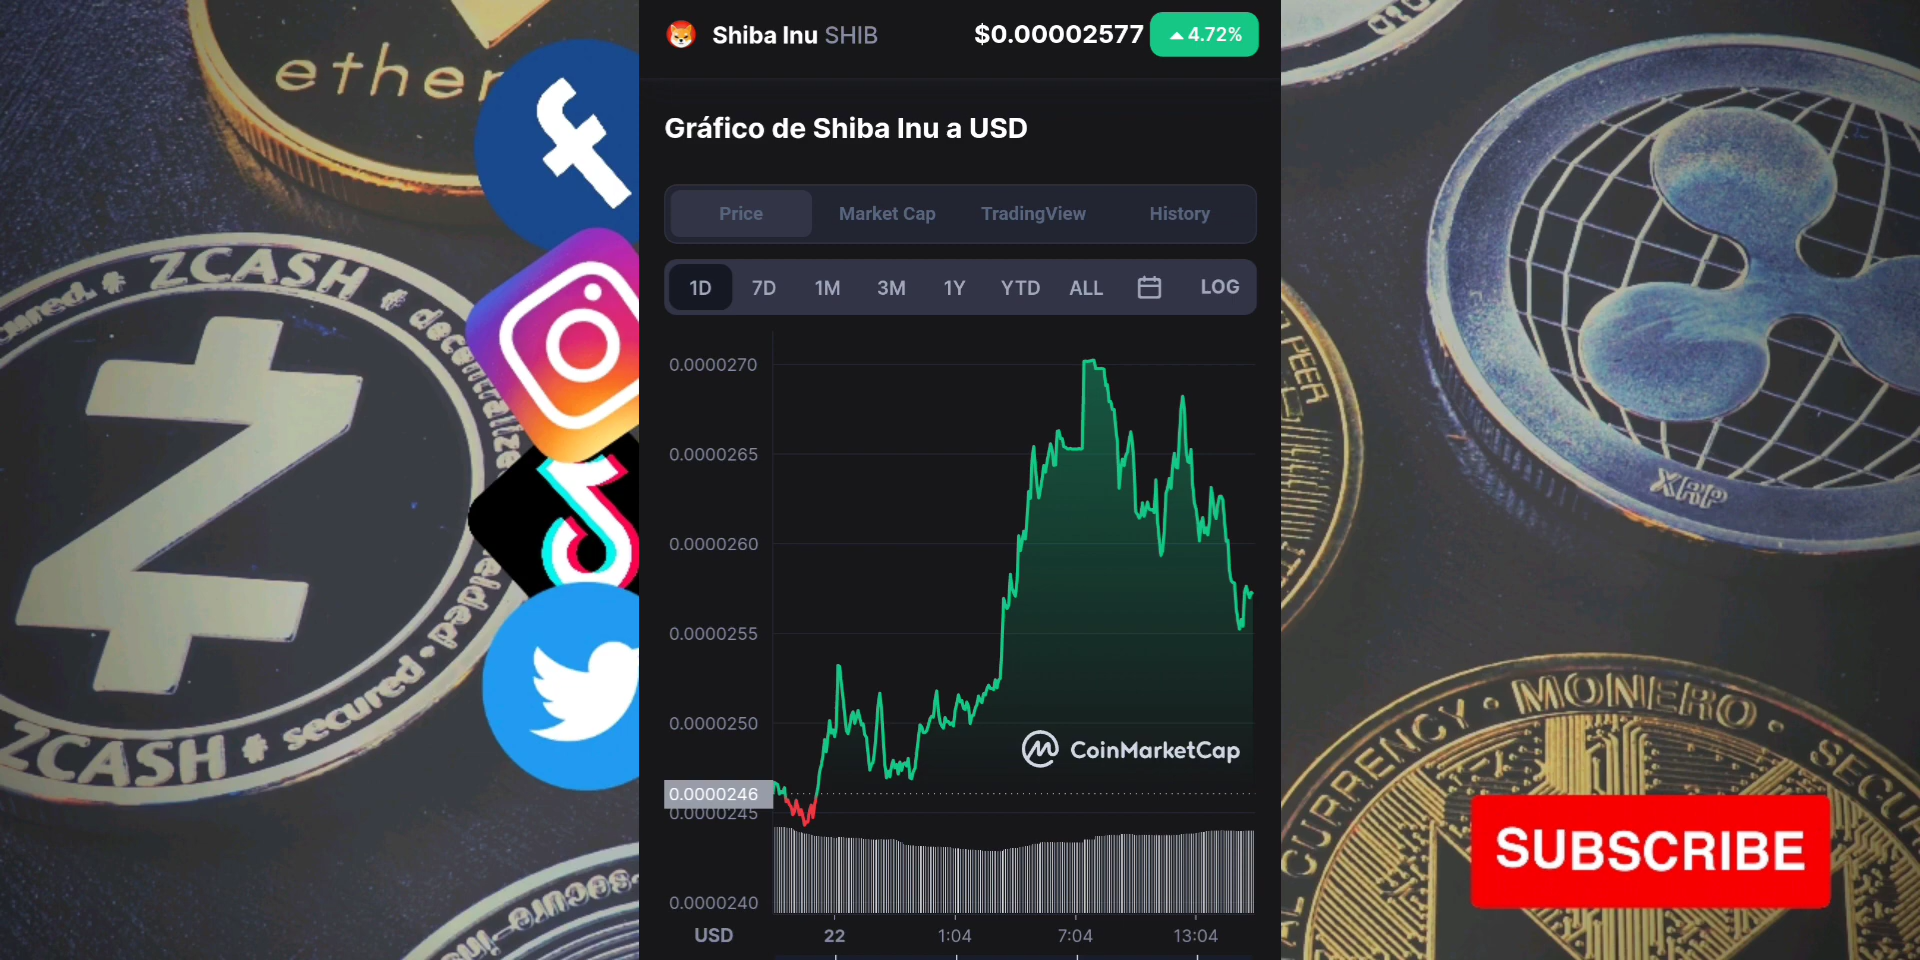 Shiba Inu SHIB
$0.00002577
4.72%
Gráfico de Shiba Inu a USD
Price
Market Cap
TradingView
History
1D
7D
1M
3M
1Y
YTD
ALL
LOG
0.0000270
0.0000265
0.0000260
0.0000255
0.0000250
0.0000246
0.0000245
0.0000240
CoinMarketCap
USD
22
1:04
7:04
13:04
ether
ZCASH
decentralized
ZCASH
secured
XRP
PEER
MONERO
CURRENCY
SUBSCRIBE